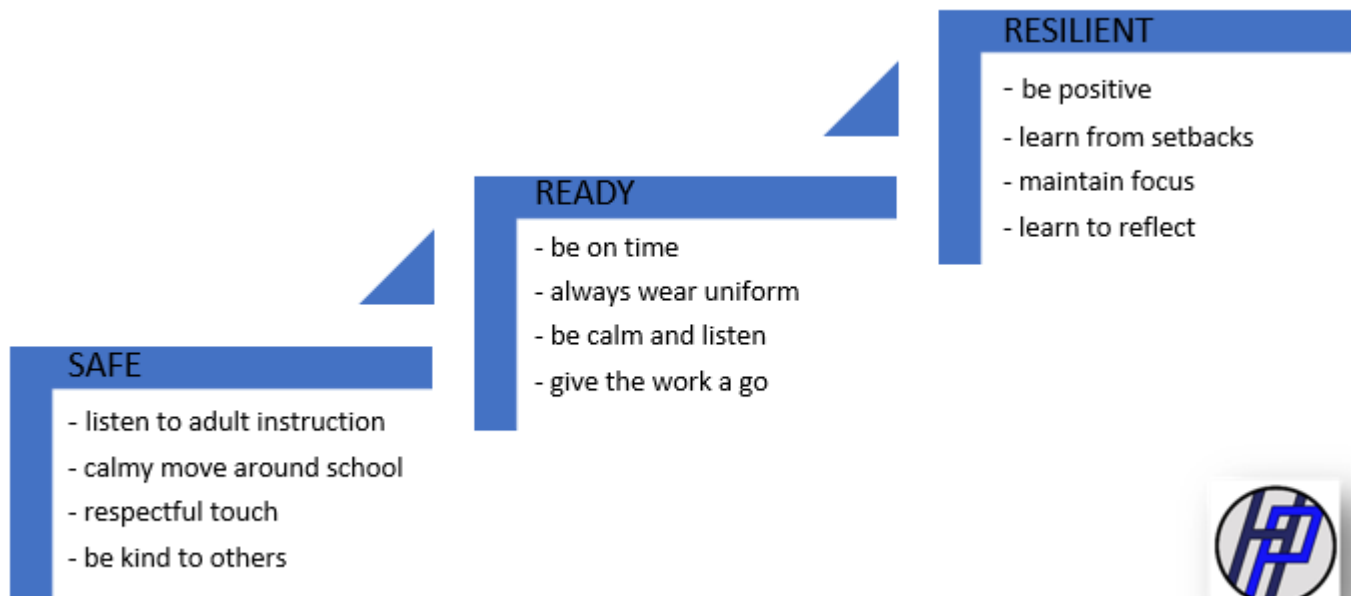 SAFE
- listen to adult instruction
- calmy move around school
- respectful touch
- be kind to others
READY
- be on time
- always wear uniform
- be calm and listen
- give the work a go
RESILIENT
- be positive
- learn from setbacks
- maintain focus
- learn to reflect
HP